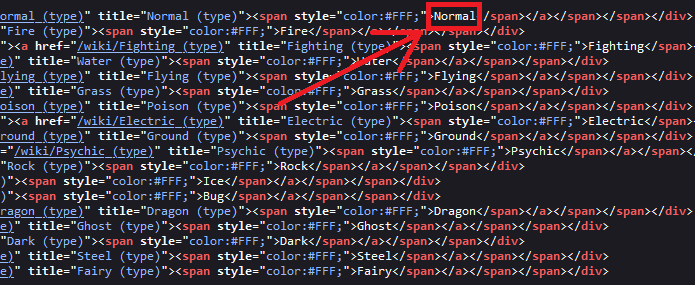 ormal (type)" title="Normal (type)"><span style="color:#FFF;">Normal</span></a></span></span></div>
"Fire (type)"><span style="color:#FFF;">Fire</span></a></span></span></div>
"><a href="/wiki/Fighting (type)" title="Fighting (type)"><span style="color:#FFF;">Fighting</span></a></span></span></div>
e)" title="Water (type)"><span style="color:#FFF;">Water</span></a></span></span></div>
lying (type)" title="Flying (type)"><span style="color:#FFF;">Flying</span></a></span></span></div>
e)" title="Grass (type)"><span style="color:#FFF;">Grass</span></a></span></span></div>
oison (type)" title="Poison (type)"><span style="color:#FFF;">Poison</span></a></span></span></div>
"><a href="/wiki/Electric (type)" title="Electric (type)"><span style="color:#FFF;">Electric</span></a></span></span></div>
round (type)" title="Ground (type)"><span style="color:#FFF;">Ground</span></a></span></span></div>
="/wiki/Psychic (type)" title="Psychic (type)"><span style="color:#FFF;">Psychic</span></a></span></span></div>
"Rock (type)"><span style="color:#FFF;">Rock</span></a></span></span></div>
)"><span style="color:#FFF;">Ice</span></a></span></span></div>
)"><span style="color:#FFF;">Bug</span></a></span></span></div>
ragon (type)" title="Dragon (type)"><span style="color:#FFF;">Dragon</span></a></span></span></div>
e)" title="Ghost (type)"><span style="color:#FFF;">Ghost</span></a></span></span></div>
"Dark (type)"><span style="color:#FFF;">Dark</span></a></span></span></div>
e)" title="Steel (type)"><span style="color:#FFF;">Steel</span></a></span></span></div>
e)" title="Fairy (type)"><span style="color:#FFF;">Fairy</span></a></span></span></div>